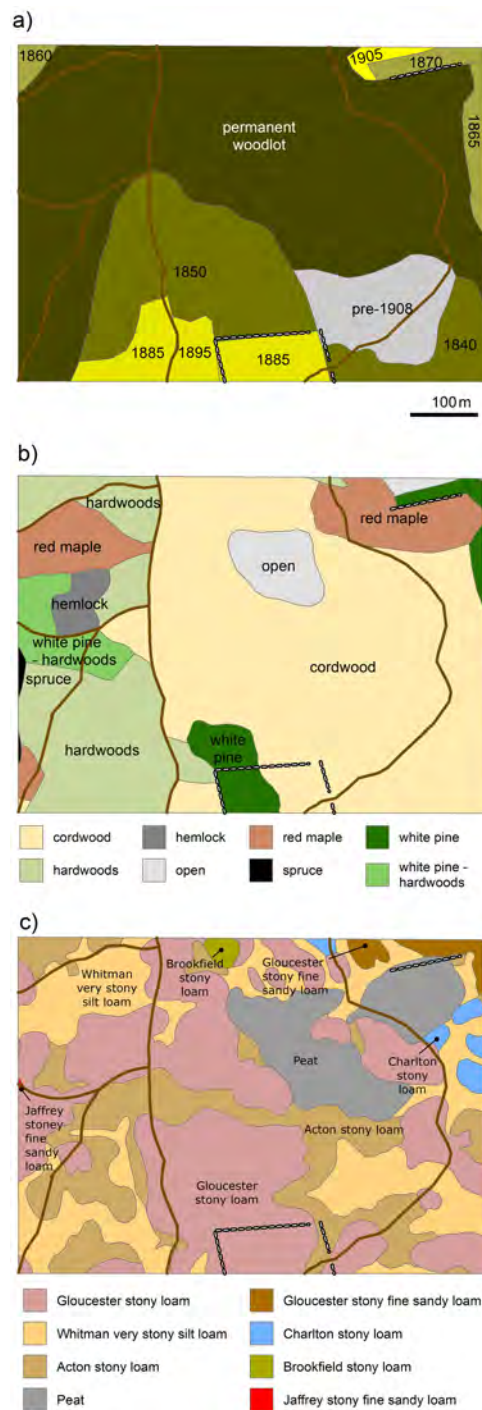 a)
1860
1905
1870
1865
permanent
woodlot
1850
pre-1908
1885
1895
1885
1840
100 m
b)
hardwoods
red maple
red maple
open
hemlock
white pine
- hardwoods
spruce
cordwood
hardwoods
white
pine
cordwood
hemlock
red maple
white pine
hardwoods
open
spruce
white pine -
hardwoods
c)
Whitman
very stony
silt loam
Brookfield
stony
loam
Gloucester
stony fine
sandy loam
Peat
Charlton
stony
loam
Jaffrey
stoney
fine
sandy
loam
Acton stony loam
Gloucester
stony loam
Gloucester stony loam
Gloucester stony fine sandy loam
Whitman very stony silt loam
Charlton stony loam
Acton stony loam
Brookfield stony loam
Peat
Jaffrey stony fine sandy loam